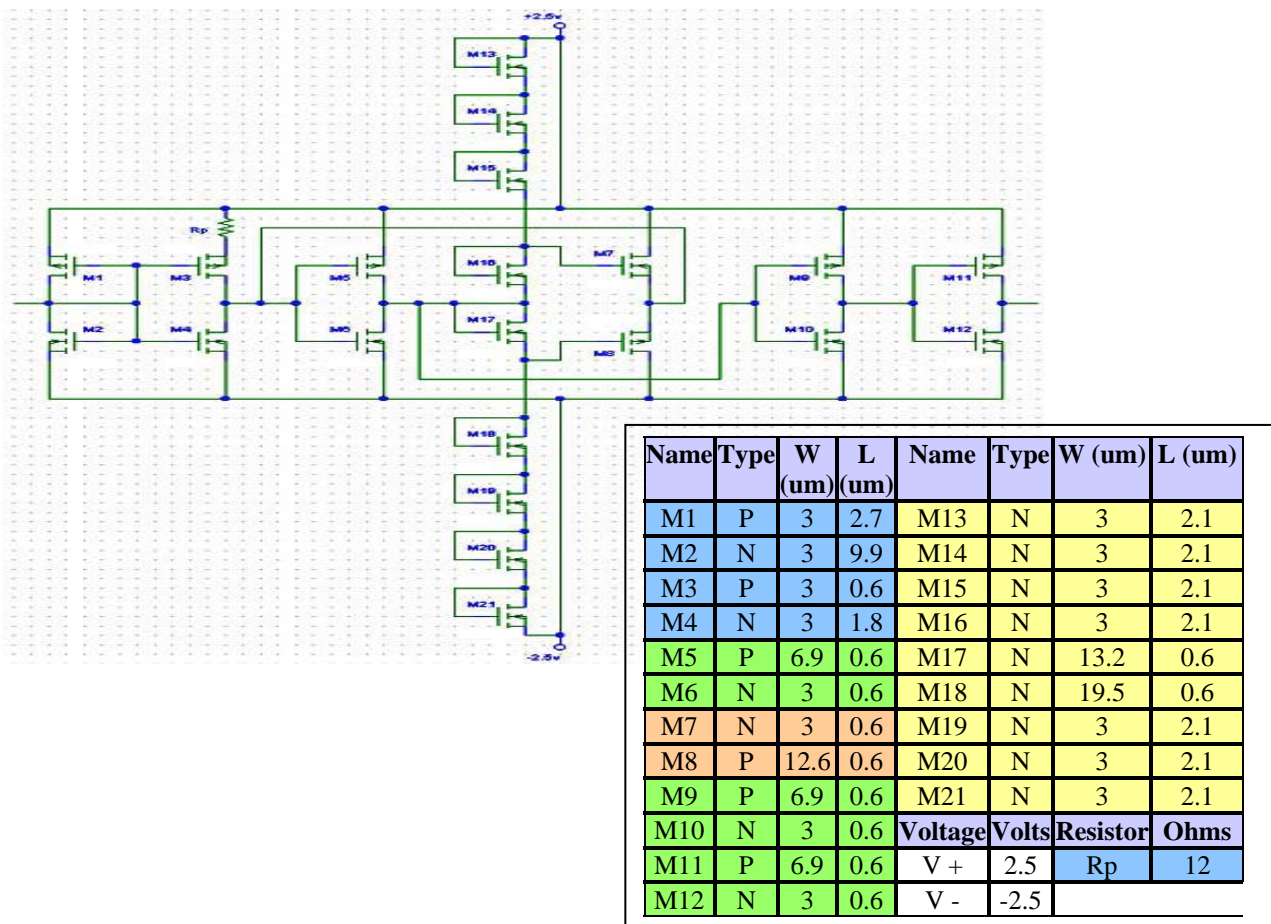 +2.5v
M13
M14
M15
Rp
M1
M3
M5
M16
M7
M9
M11
M2
M4
M6
M17
M8
M10
M12
M18
M19
M20
M21
-2.5v
Name Type W (um) L (um) Name Type W (um) L (um)
M1 P 3 2.7 M13 N 3 2.1
M2 N 3 9.9 M14 N 3 2.1
M3 P 3 0.6 M15 N 3 2.1
M4 N 3 1.8 M16 N 3 2.1
M5 P 6.9 0.6 M17 N 13.2 0.6
M6 N 3 0.6 M18 N 19.5 0.6
M7 N 3 0.6 M19 N 3 2.1
M8 P 12.6 0.6 M20 N 3 2.1
M9 P 6.9 0.6 M21 N 3 2.1
M10 N 3 0.6 Voltage Volts Resistor Ohms
M11 P 6.9 0.6 V + 2.5 Rp 12
M12 N 3 0.6 V - -2.5